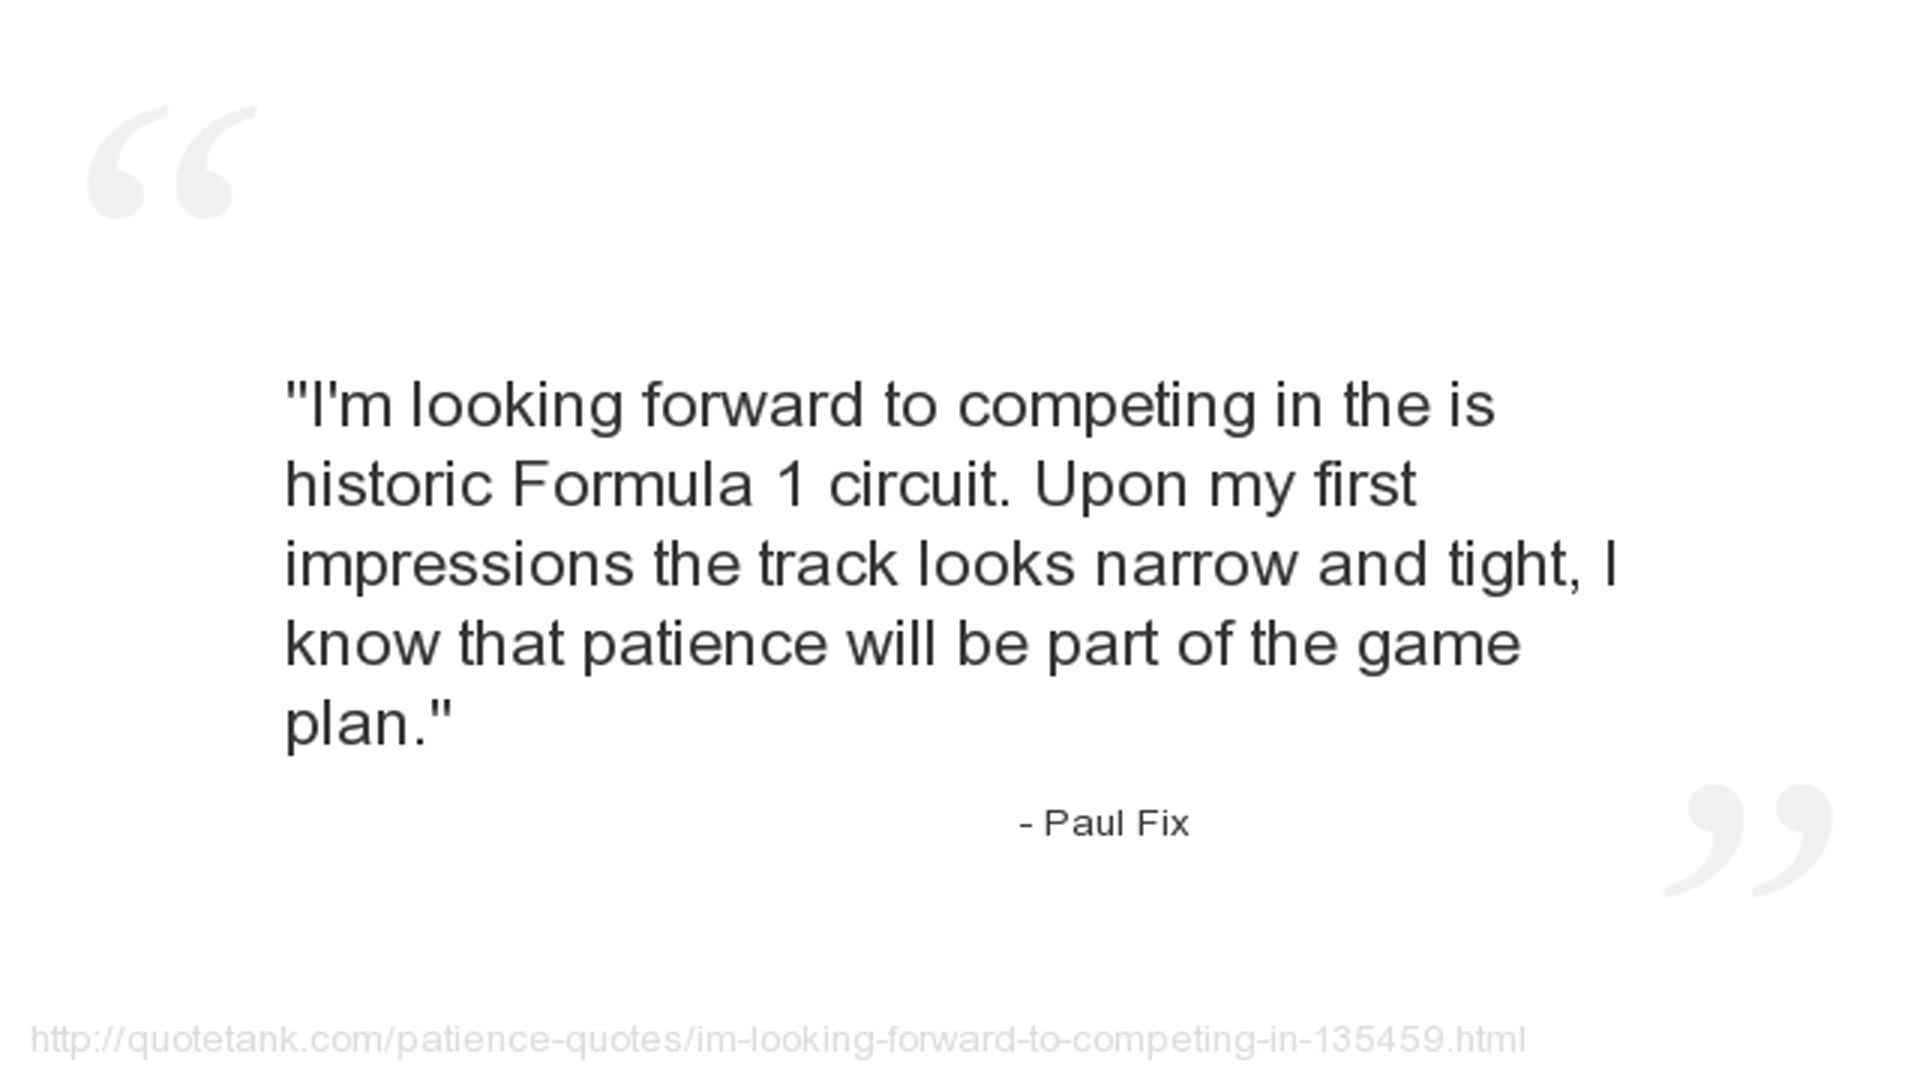 "I'm looking forward to competing in the is
historic Formula 1 circuit. Upon my first
impressions the track looks narrow and tight, I
know that patience will be part of the game
plan."
- Paul Fix
http://quotetank.com/patience-quotes/im-looking-forward-to-competing-in-135459.html